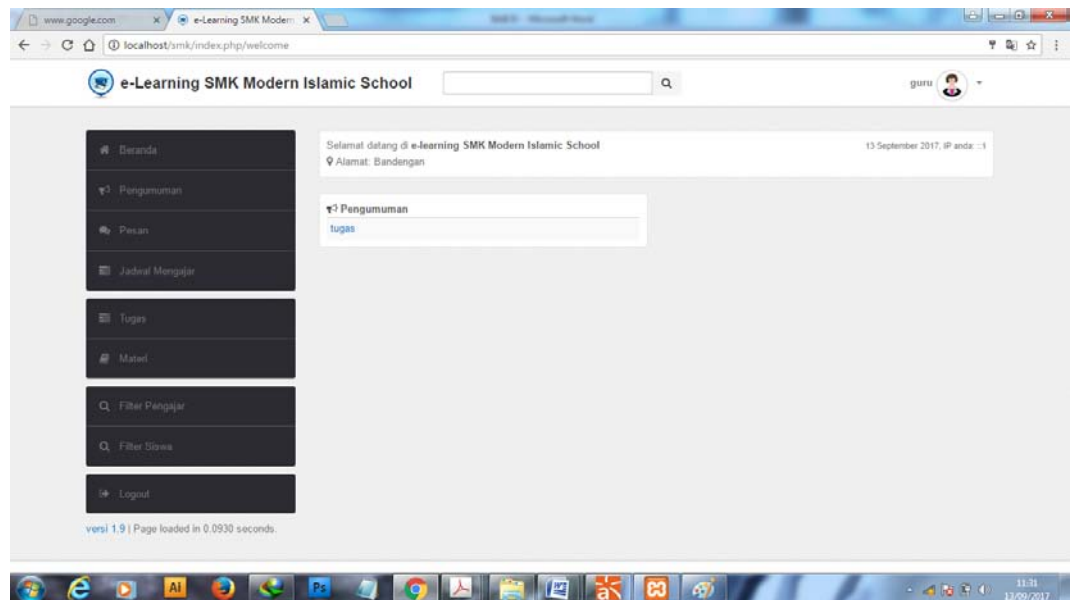 www.google.com
e-Learning SMK Modern
localhost/smk/index.php/welcome
e-Learning SMK Modern Islamic School
guru
Beranda
Pengumuman
Pesan
Jadwal Mengajar
Tugas
Materi
Filter Pengajar
Filter Siswa
Logout
versi 1.9 | Page loaded in 0.0930 seconds.
Selamat datang di e-learning SMK Modern Islamic School
13 September 2017, IP anda: ::1
Alamat: Bandengan
Pengumuman
tugas
Ai
Ps
11:31
13/09/2017